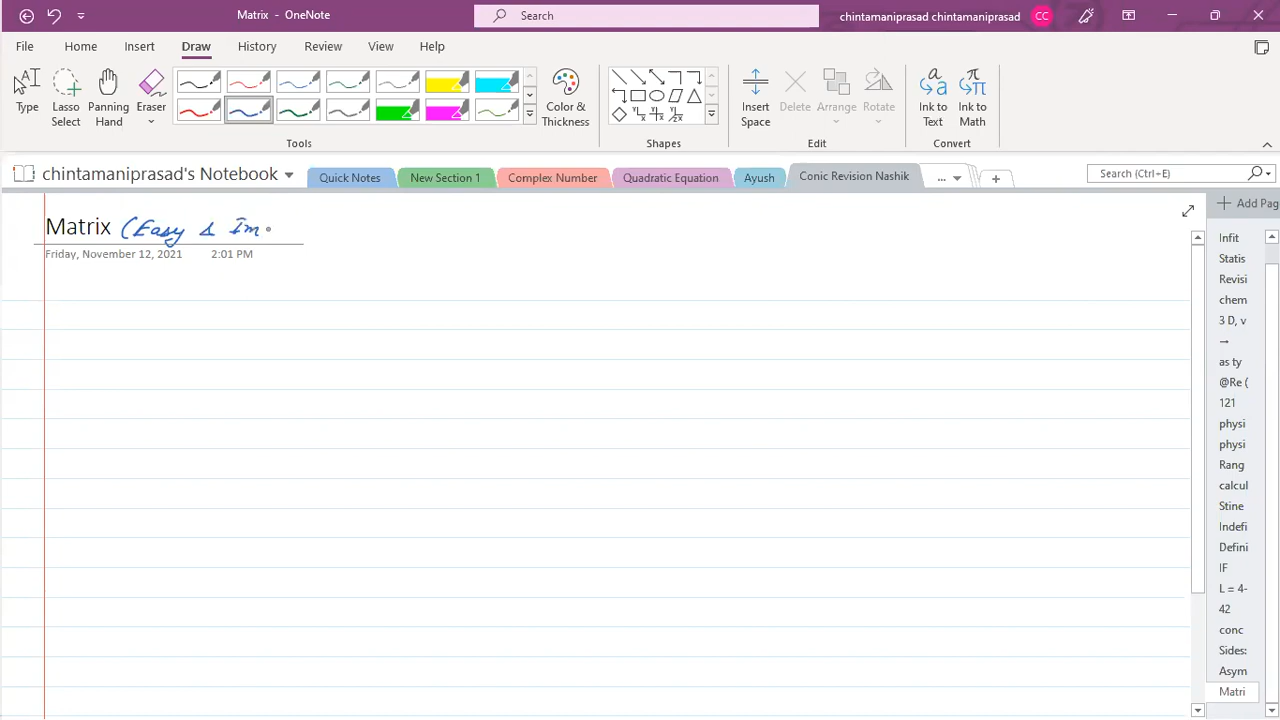 Matrix - OneNote
Search
chintamaniprasad chintamaniprasad
CC
File Home Insert Draw History Review View Help
Type
Lasso Select
Panning Hand
Eraser
Color & Thickness
Insert Space
Delete
Arrange
Rotate
Ink to Text
Ink to Math
Tools
Shapes
Edit
Convert
chintamaniprasad's Notebook
Quick Notes
New Section 1
Complex Number
Quadratic Equation
Ayush
Conic Revision Nashik
...
Search (Ctrl+E)
Matrix (Easy & Im
Friday, November 12, 2021 2:01 PM
Add Pag
Infit
Statis
Revisi
chem
3 D, v
→
as ty
@Re (
121
physi
physi
Rang
calcul
Stine
Indefi
Defini
IF
L = 4-
42
conc
Sides:
Asym
Matri